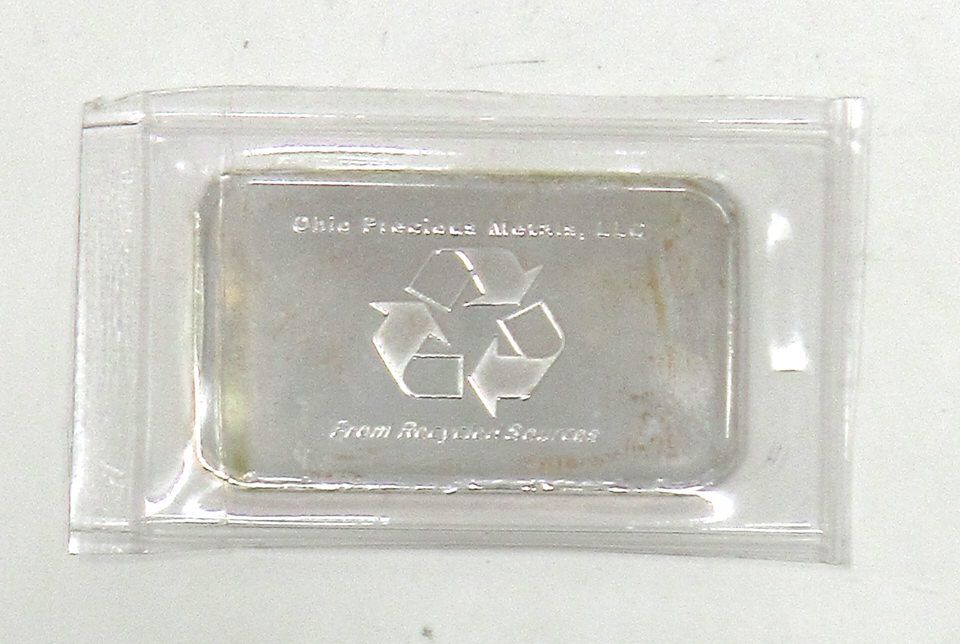 Ohio Precious Metals, LLC
From Recycled Sources